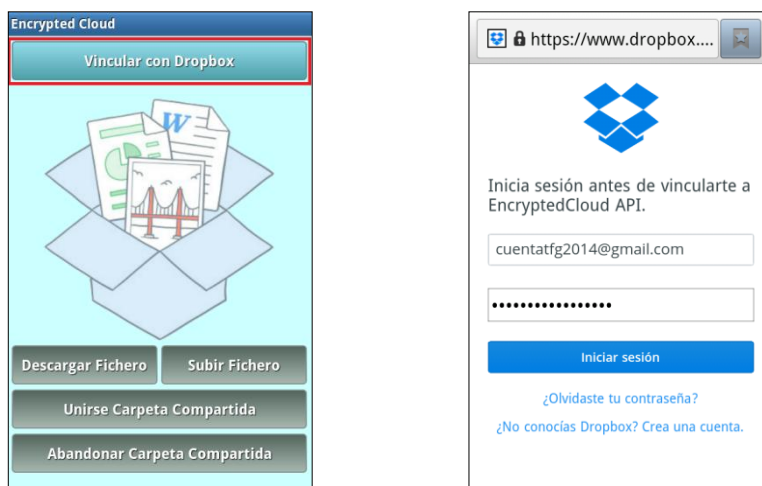 Encrypted Cloud
Vincular con Dropbox
W
Descargar Fichero
Subir Fichero
Unirse Carpeta Compartida
Abandonar Carpeta Compartida
https://www.dropbox....
Inicia sesión antes de vincularte a
EncryptedCloud API.
cuentatfg2014@gmail.com
•••••••••••••••••
Iniciar sesión
¿Olvidaste tu contraseña?
¿No conocías Dropbox? Crea una cuenta.